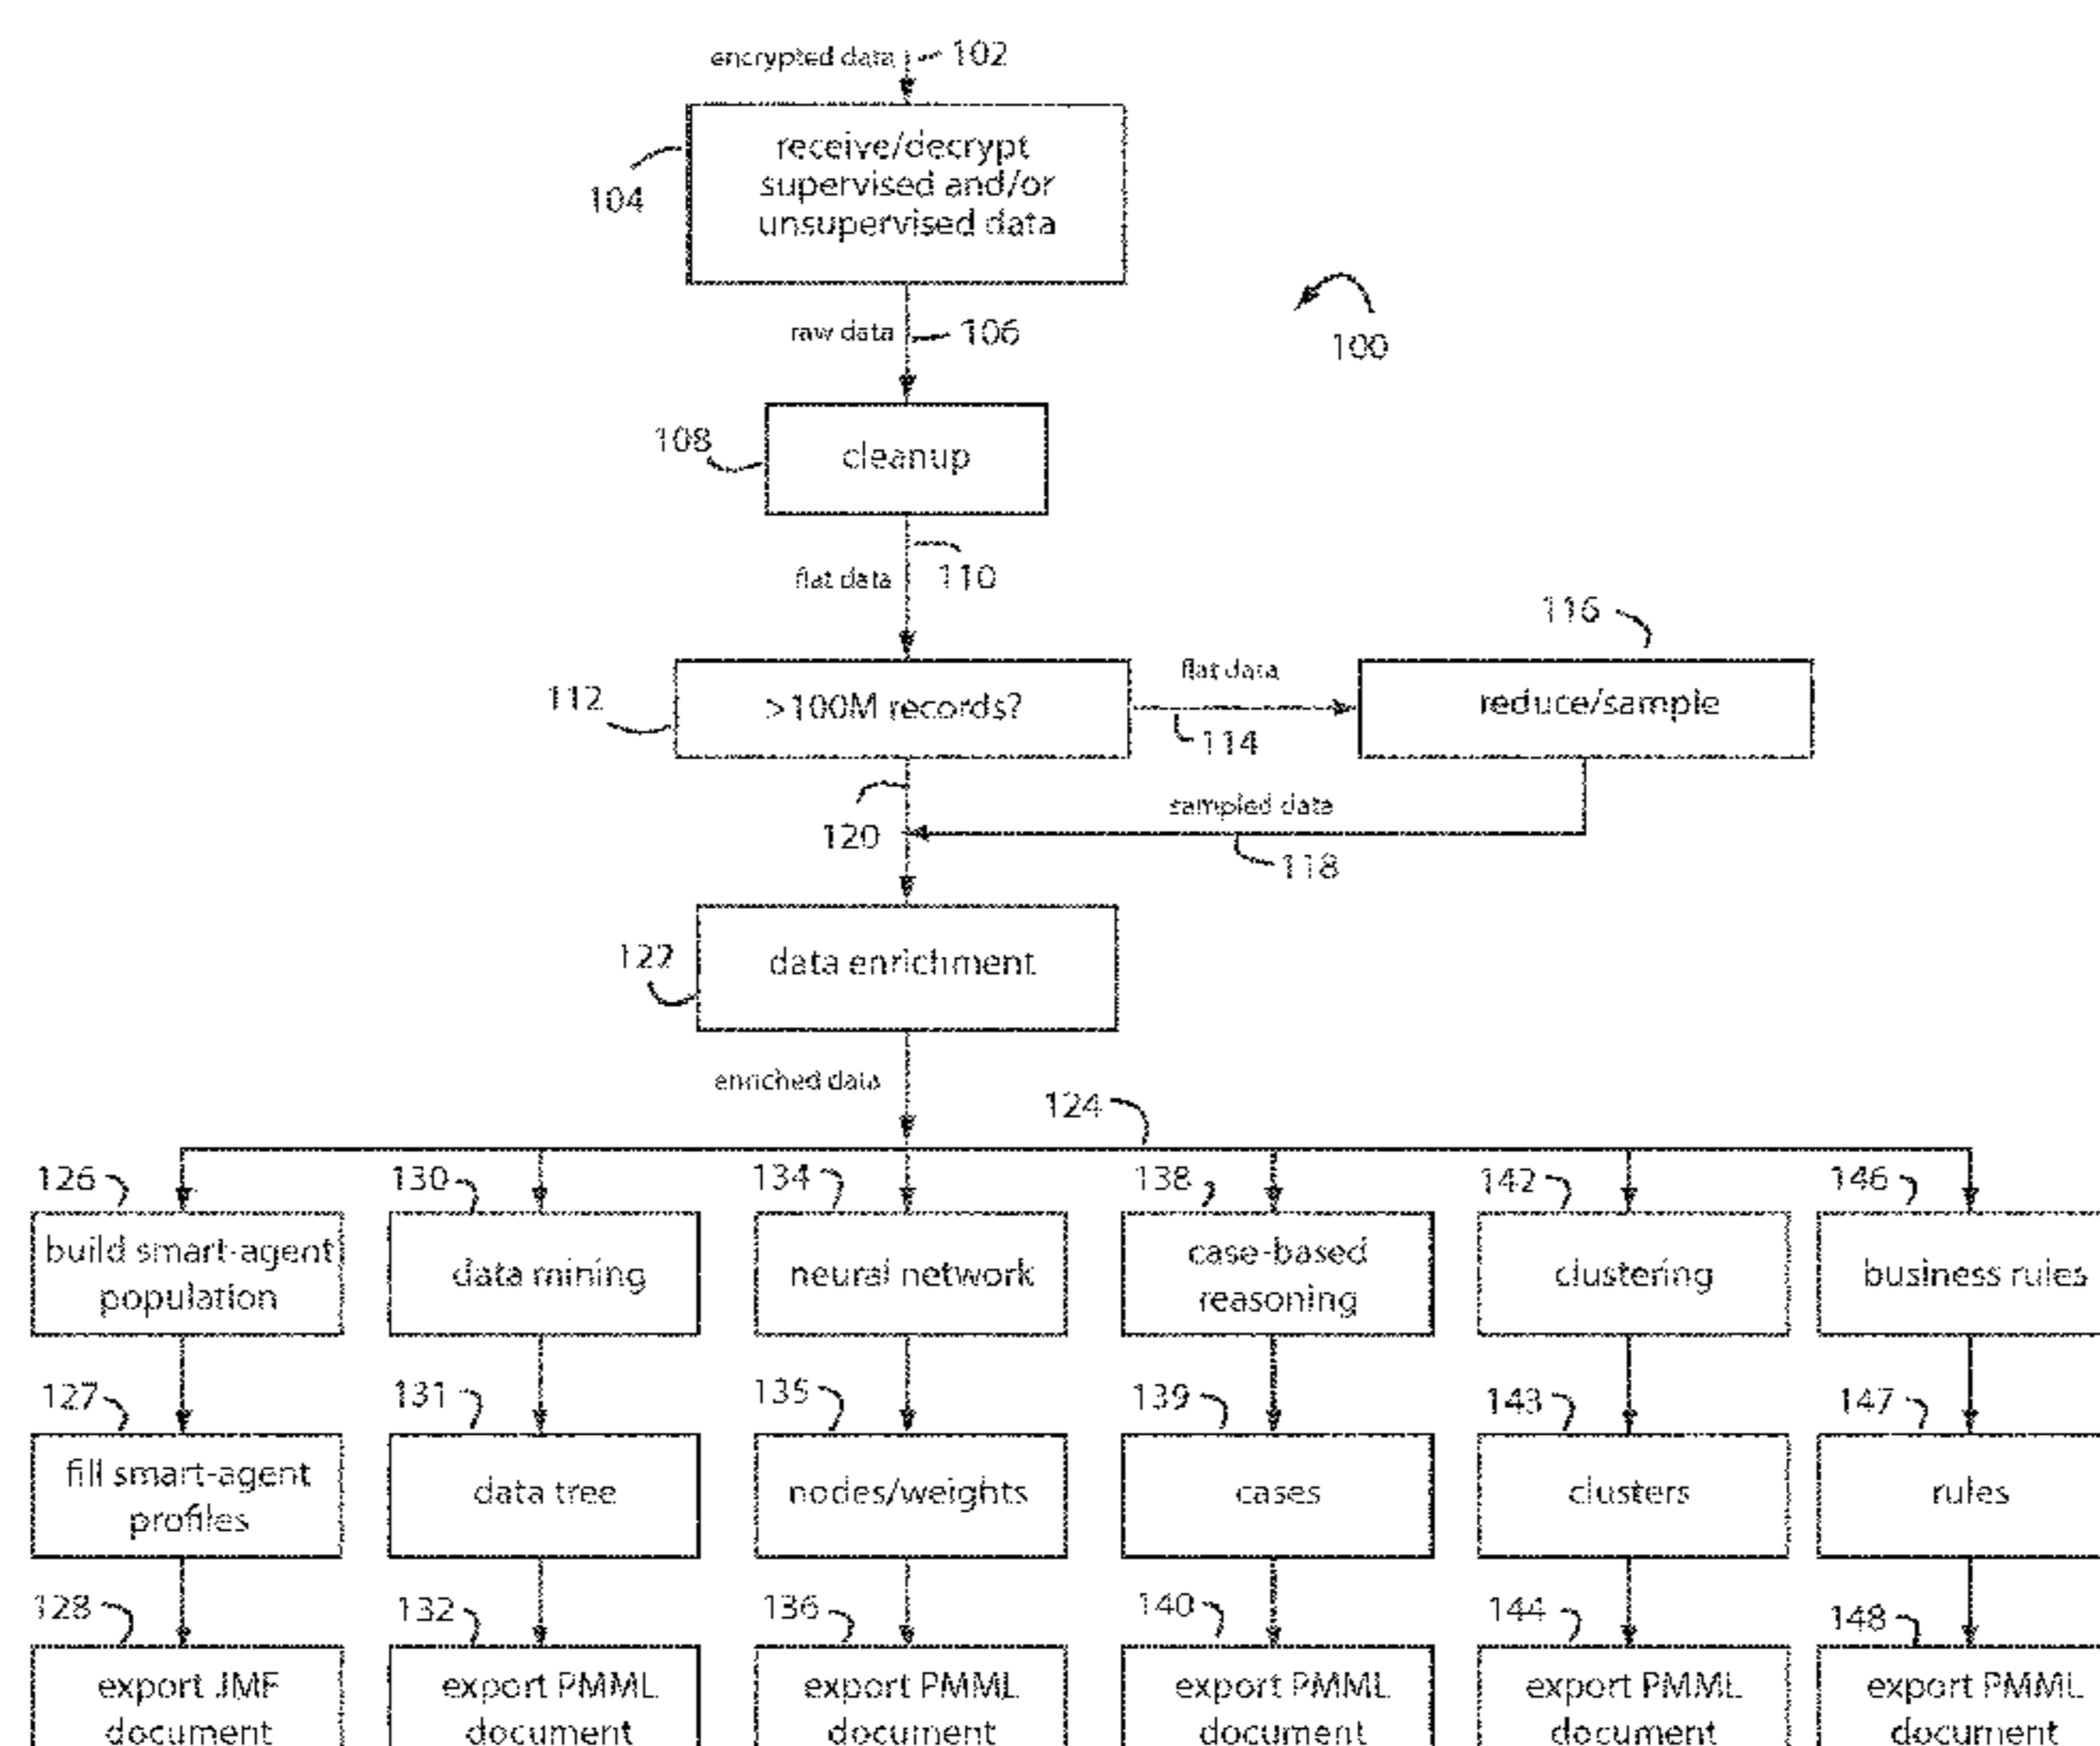 encrypted data
102
receive/decrypt
supervised and/or
unsupervised data
104
raw data
106
100
cleanup
108
flat data
110
116
112
>100M records?
flat data
114
reduce/sample
120
sampled data
118
122
data enrichment
enriched data
124
126
130
134
138
142
146
build smart-agent
population
data mining
neural network
case-based
reasoning
clustering
business rules
127
131
135
139
143
147
fill smart-agent
profiles
data tree
nodes/weights
cases
clusters
rules
128
132
136
140
144
148
export JMF
document
export PMML
document
export PMML
document
export PMML
document
export PMML
document
export PMML
document